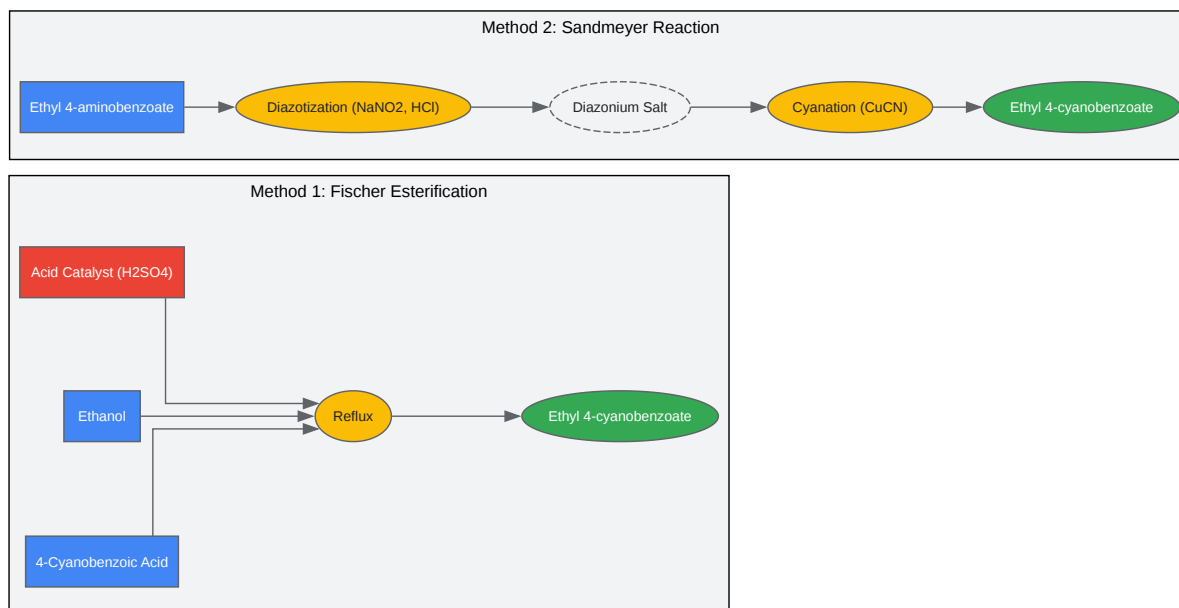 Method 2: Sandmeyer Reaction
Ethyl 4-aminobenzoate
Diazotization (NaNO2, HCl)
Diazonium Salt
Cyanation (CuCN)
Ethyl 4-cyanobenzoate
Method 1: Fischer Esterification
Acid Catalyst (H2SO4)
Ethanol
Reflux
Ethyl 4-cyanobenzoate
4-Cyanobenzoic Acid